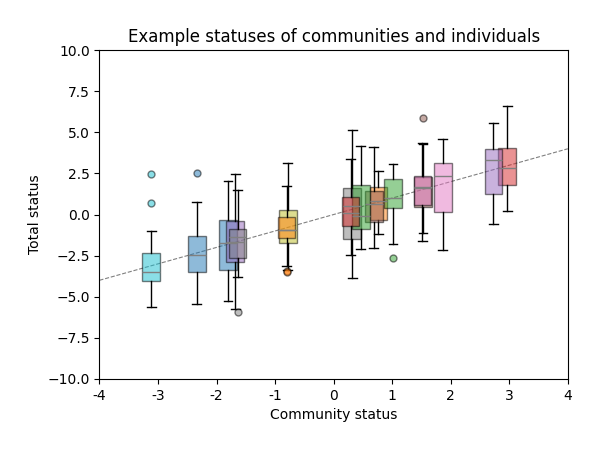 Example statuses of communities and individuals
10.0
7.5
5.0
2.5
0.0
−2.5
−5.0
−7.5
−10.0
Total status
-4 -3 -2 -1 0 1 2 3 4
Community status